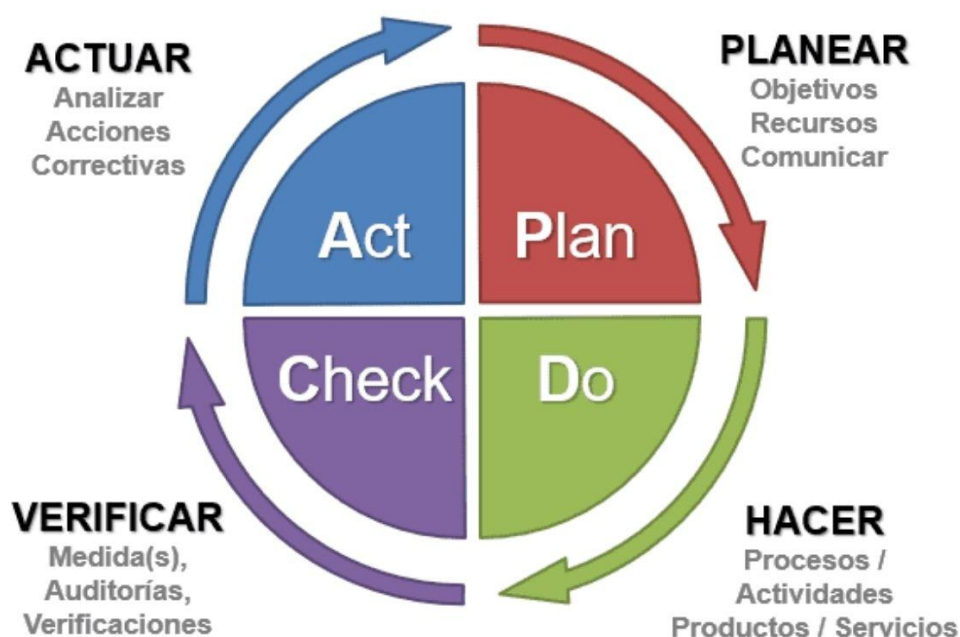 ACTUAR
Analizar
Acciones
Correctivas
PLANEAR
Objetivos
Recursos
Comunicar
Act
Plan
Check
Do
VERIFICAR
Medida(s),
Auditorías,
Verificaciones
HACER
Procesos /
Actividades
Productos / Servicios